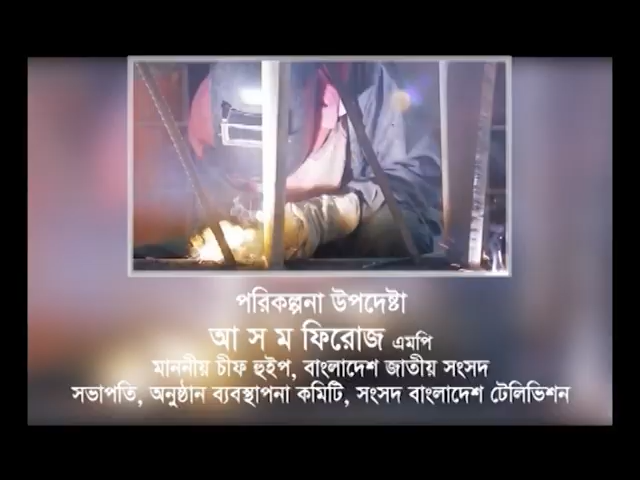 পরিকল্পনা উপদেষ্টা
আ স ম ফিরোজ এমপি
মাননীয় চীফ হুইপ, বাংলাদেশ জাতীয় সংসদ
সভাপতি, অনুষ্ঠান ব্যবস্থাপনা কমিটি, সংসদ বাংলাদেশ টেলিভিশন